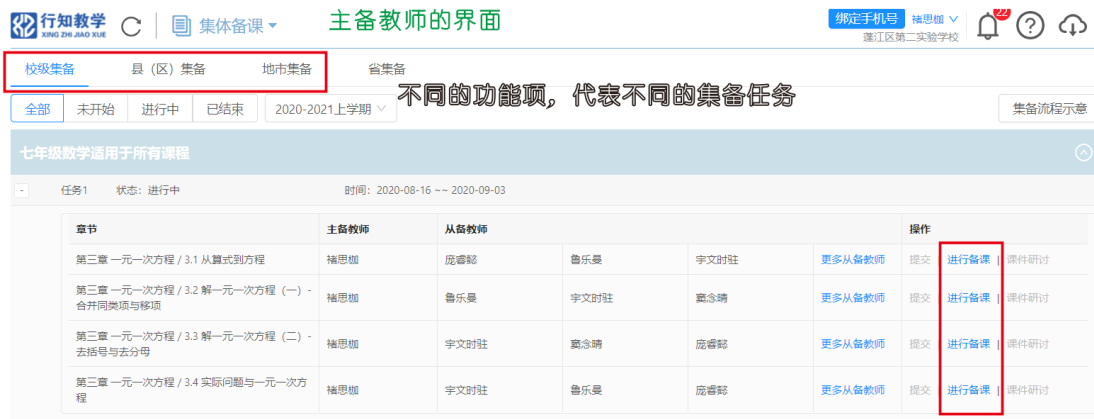 行知教学 XING ZHI JIAO XUE 集体备课 主备教师的界面 绑定手机号 褚思枷 22
蓬江区第二实验学校
校级集备 县（区）集备 地市集备 省集备
不同的功能项，代表不同的集备任务
全部 未开始 进行中 已结束 2020-2021上学期 集备流程示意
七年级数学适用于所有课程
- 任务1 状态：进行中 时间：2020-08-16 ~~ 2020-09-03
章节 主备教师 从备教师 操作
第三章 一元一次方程 / 3.1 从算式到方程 褚思枷 庞睿懿 鲁乐曼 宇文时驻 更多从备教师 提交 | 进行备课 | 课件研讨
第三章 一元一次方程 / 3.2 解一元一次方程（一）-
合并同类项与移项 褚思枷 鲁乐曼 宇文时驻 窦念晴 更多从备教师 提交 | 进行备课 | 课件研讨
第三章 一元一次方程 / 3.3 解一元一次方程（二）-
去括号与去分母 褚思枷 宇文时驻 窦念晴 庞睿懿 更多从备教师 提交 | 进行备课 | 课件研讨
第三章 一元一次方程 / 3.4 实际问题与一元一次方
程 褚思枷 宇文时驻 鲁乐曼 庞睿懿 更多从备教师 提交 | 进行备课 | 课件研讨